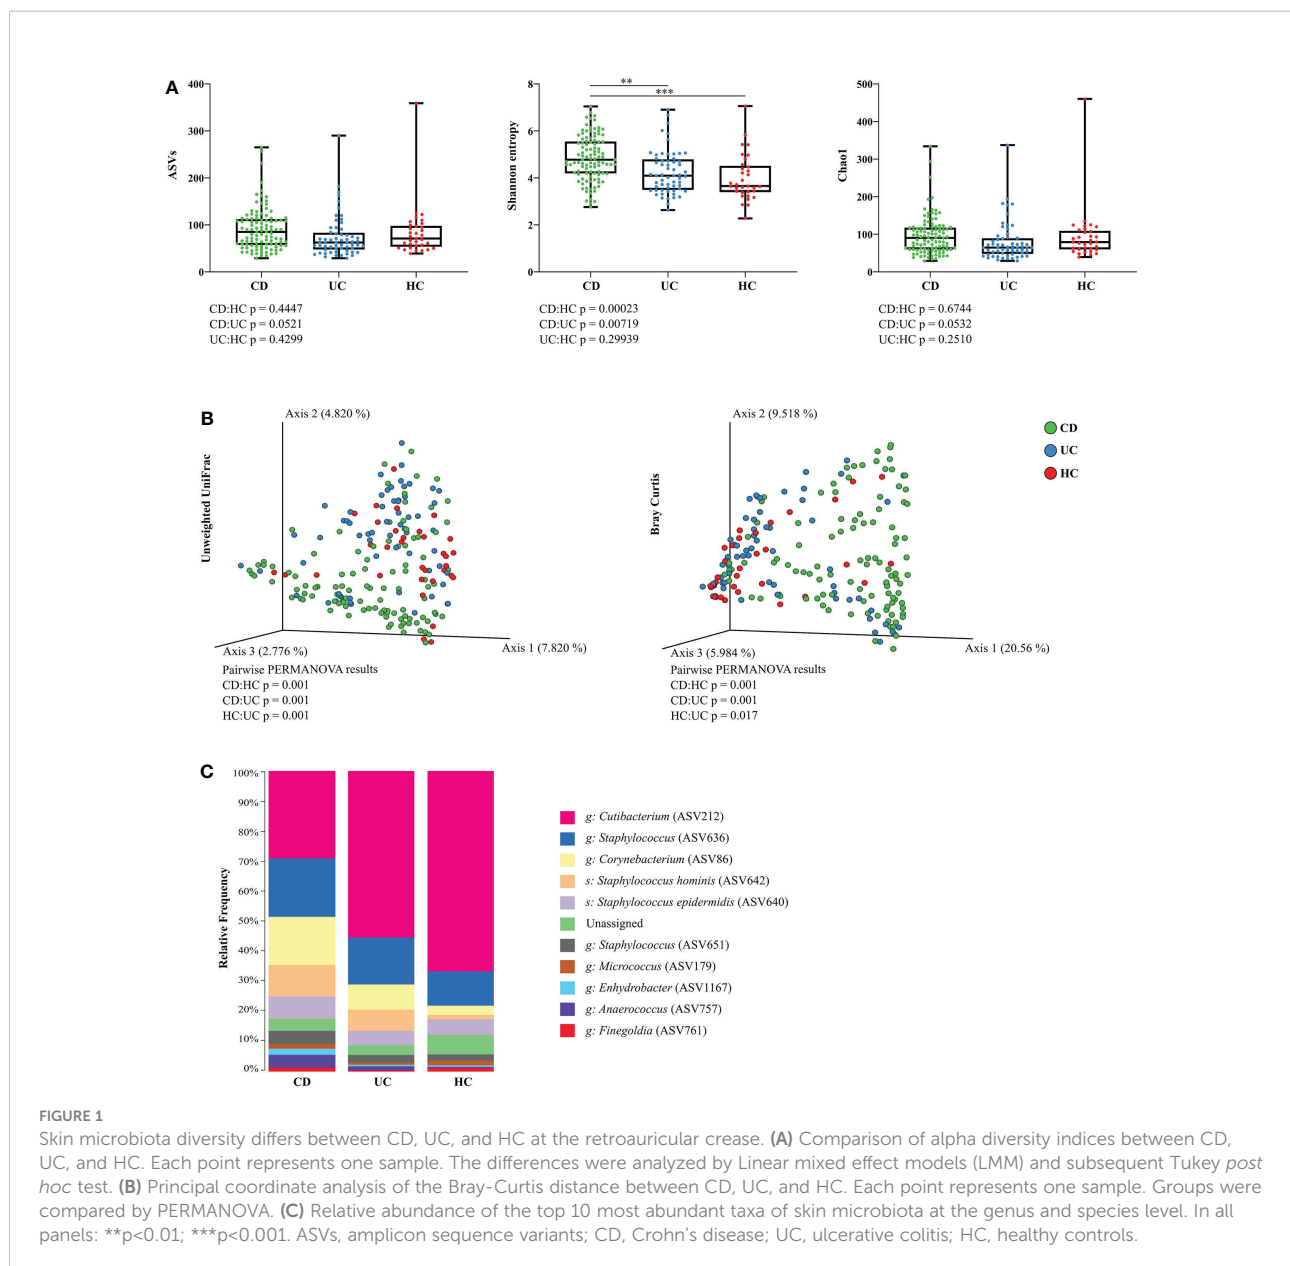 A
400
300
200
100
0
ASVs
CD
UC
HC
CD:HC p = 0.4447
CD:UC p = 0.0521
UC:HC p = 0.4299
8
6
4
2
0
Shannon entropy
**
***
CD
UC
HC
CD:HC p = 0.00023
CD:UC p = 0.00719
UC:HC p = 0.29939
500
400
300
200
100
0
Chao1
CD
UC
HC
CD:HC p = 0.6744
CD:UC p = 0.0532
UC:HC p = 0.2510
B
Unweighted UniFrac
Axis 2 (4.820 %)
Axis 1 (7.820 %)
Axis 3 (2.776 %)
Pairwise PERMANOVA results
CD:HC p = 0.001
CD:UC p = 0.001
HC:UC p = 0.001
Bray Curtis
Axis 2 (9.518 %)
Axis 1 (20.56 %)
Axis 3 (5.984 %)
Pairwise PERMANOVA results
CD:HC p = 0.001
CD:UC p = 0.001
HC:UC p = 0.017
CD
UC
HC
C
Relative Frequency
100%
90%
80%
70%
60%
50%
40%
30%
20%
10%
0%
CD
UC
HC
g: Cutibacterium (ASV212)
g: Staphylococcus (ASV636)
g: Corynebacterium (ASV86)
s: Staphylococcus hominis (ASV642)
s: Staphylococcus epidermidis (ASV640)
Unassigned
g: Staphylococcus (ASV651)
g: Micrococcus (ASV179)
g: Enhydrobacter (ASV1167)
g: Anaerococcus (ASV757)
g: Finegoldia (ASV761)
FIGURE 1
Skin microbiota diversity differs between CD, UC, and HC at the retroauricular crease. (A) Comparison of alpha diversity indices between CD,
UC, and HC. Each point represents one sample. The differences were analyzed by Linear mixed effect models (LMM) and subsequent Tukey post
hoc test. (B) Principal coordinate analysis of the Bray-Curtis distance between CD, UC, and HC. Each point represents one sample. Groups were
compared by PERMANOVA. (C) Relative abundance of the top 10 most abundant taxa of skin microbiota at the genus and species level. In all
panels: **p<0.01; ***p<0.001. ASVs, amplicon sequence variants; CD, Crohn's disease; UC, ulcerative colitis; HC, healthy controls.